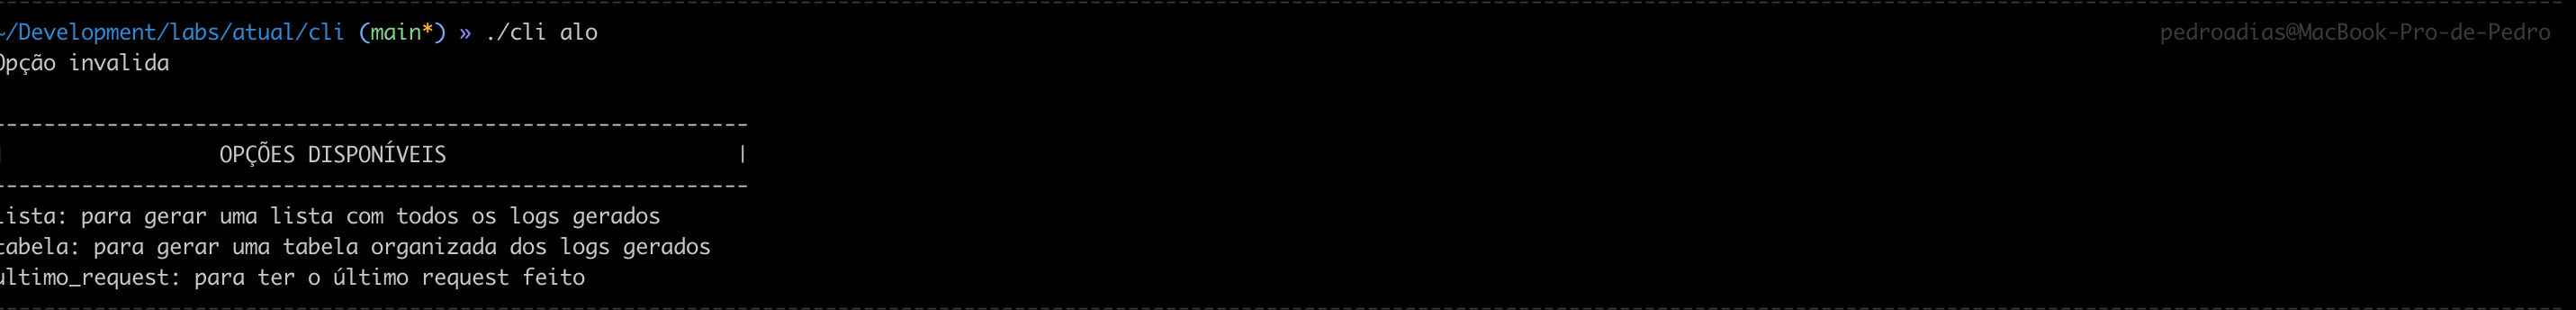 ~/Development/labs/atual/cli (main*) » ./cli alo pedroadias@MacBook-Pro-de-Pedro
Opção invalida
------------------------------------------------------------
| OPÇÕES DISPONÍVEIS |
------------------------------------------------------------
lista: para gerar uma lista com todos os logs gerados
tabela: para gerar uma tabela organizada dos logs gerados
ultimo_request: para ter o último request feito